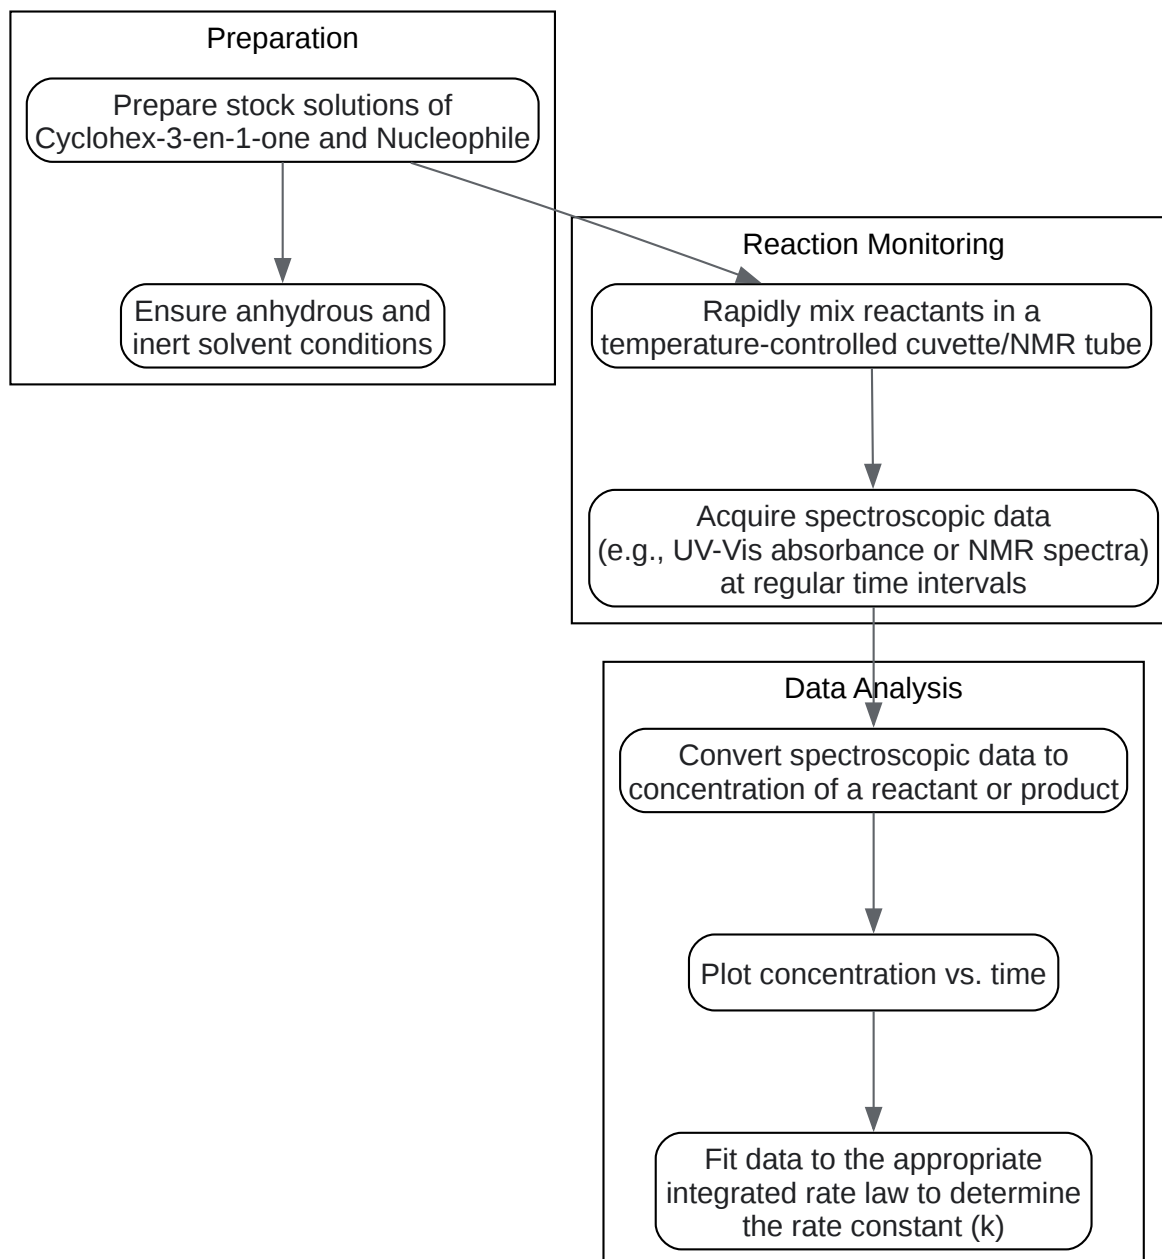 Preparation
Prepare stock solutions of
Cyclohex-3-en-1-one and Nucleophile
Ensure anhydrous and
inert solvent conditions
Reaction Monitoring
Rapidly mix reactants in a
temperature-controlled cuvette/NMR tube
Acquire spectroscopic data
(e.g., UV-Vis absorbance or NMR spectra)
at regular time intervals
Data Analysis
Convert spectroscopic data to
concentration of a reactant or product
Plot concentration vs. time
Fit data to the appropriate
integrated rate law to determine
the rate constant (k)